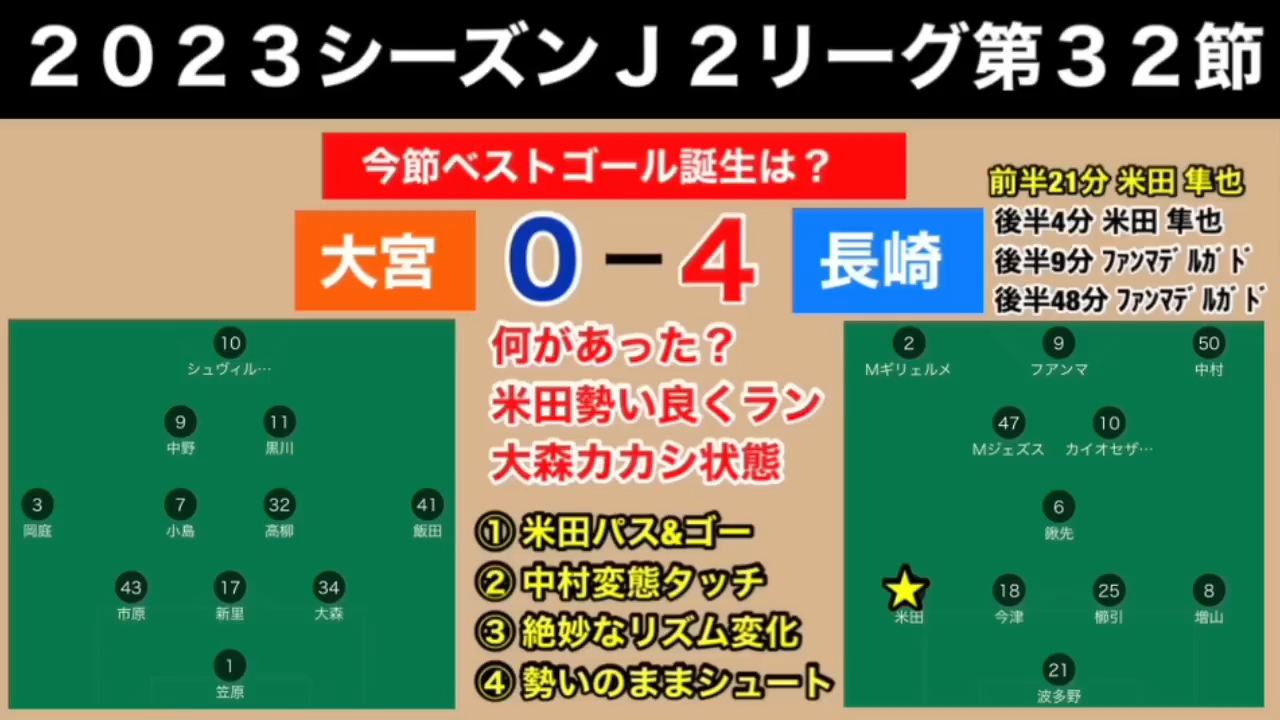 ２０２３シーズンＪ２リーグ第３２節
今節ベストゴール誕生は？
大宮
0 − 4
長崎
前半21分 米田 隼也
後半4分 米田 隼也
後半9分 ﾌｧﾝﾏﾃﾞﾙｶﾞﾄﾞ
後半48分 ﾌｧﾝﾏﾃﾞﾙｶﾞﾄﾞ
何があった？
米田勢い良くラン
大森カカシ状態
① 米田パス&ゴー
② 中村変態タッチ
③ 絶妙なリズム変化
④ 勢いのままシュート
10
シュヴィル…
9 11
中野 黒川
3 7 32 41
岡庭 小島 高柳 飯田
43 17 34
市原 新里 大森
1
笠原
2 9 50
Mギリェルメ フアンマ 中村
47 10
Mジェズス カイオセザ…
6
鍬先
18 25 8
米田 今津 櫛引 増山
21
波多野